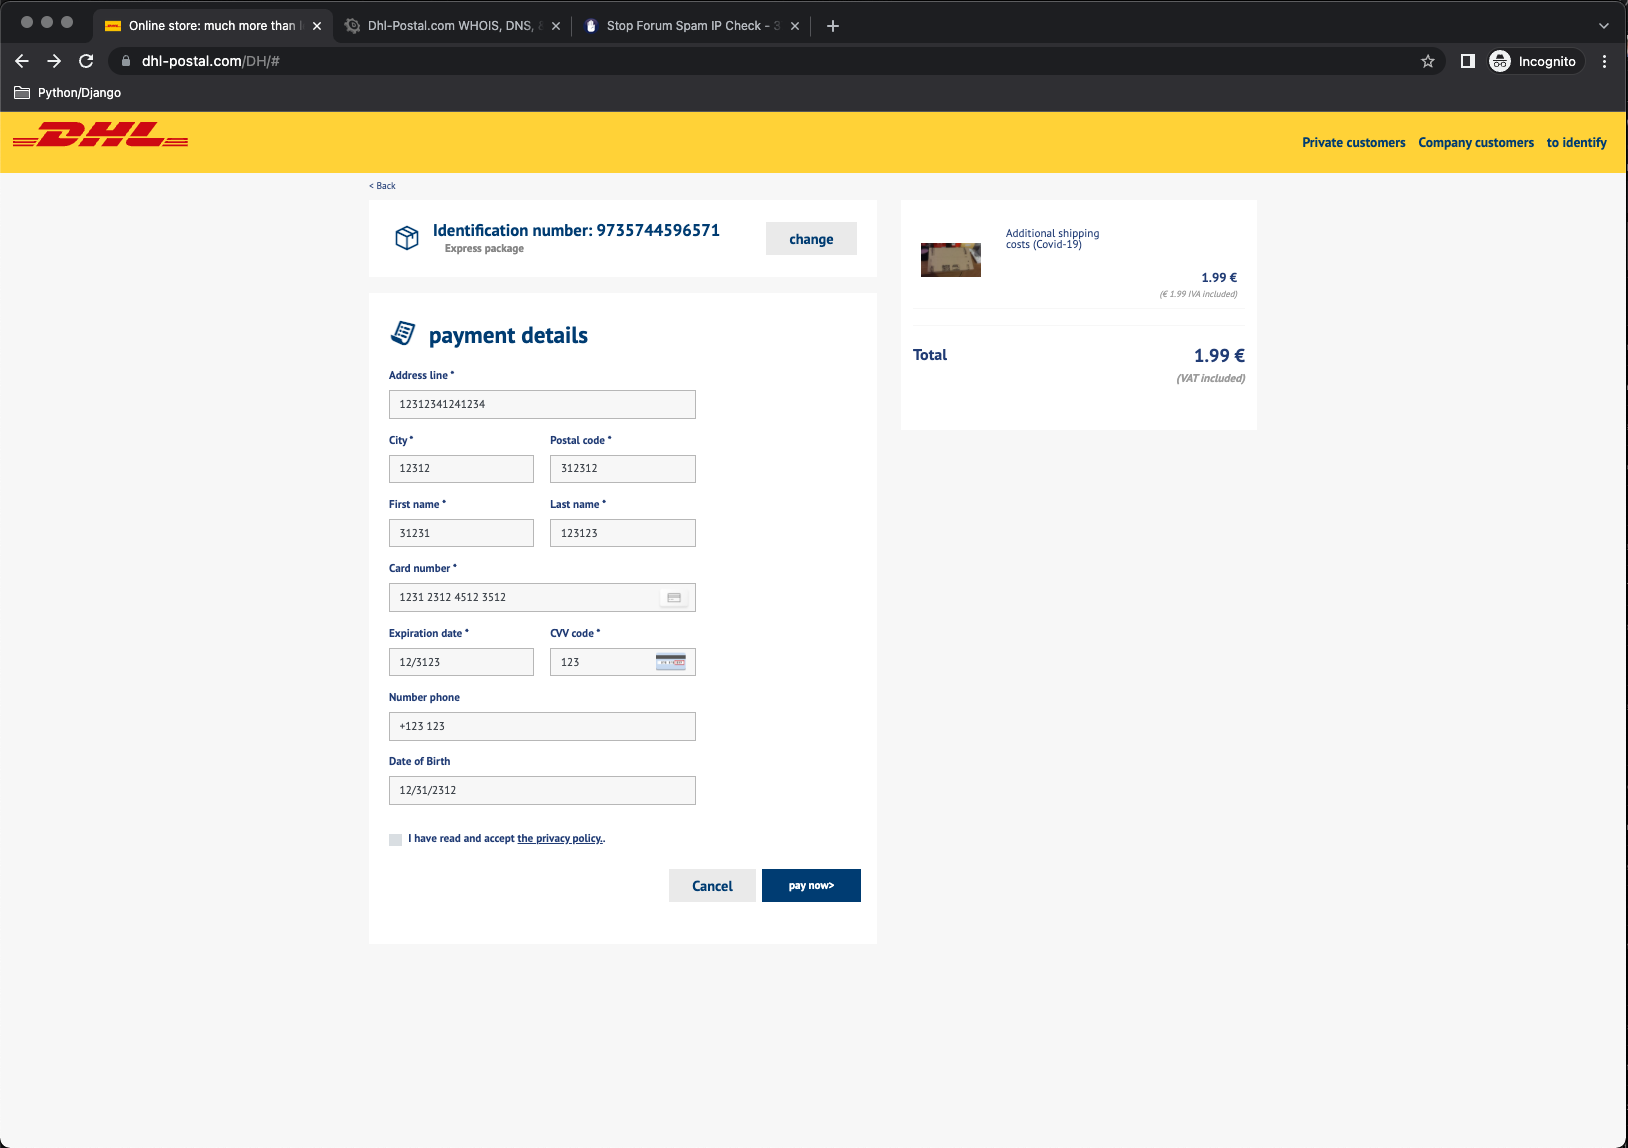 Online store: much more than l
Dhl-Postal.com WHOIS, DNS, &
Stop Forum Spam IP Check - 3
dhl-postal.com/DH/#
Incognito
Python/Django
DHL
Private customers
Company customers
to identify
< Back
Identification number: 9735744596571
Express package
change
Additional shipping
costs (Covid-19)
1.99 €
(€ 1.99 IVA included)
Total
1.99 €
(VAT included)
payment details
Address line *
12312341241234
City *
Postal code *
12312
312312
First name *
Last name *
31231
123123
Card number *
1231 2312 4512 3512
Expiration date *
CVV code *
12/3123
123
Number phone
+123 123
Date of Birth
12/31/2312
I have read and accept the privacy policy..
Cancel
pay now>